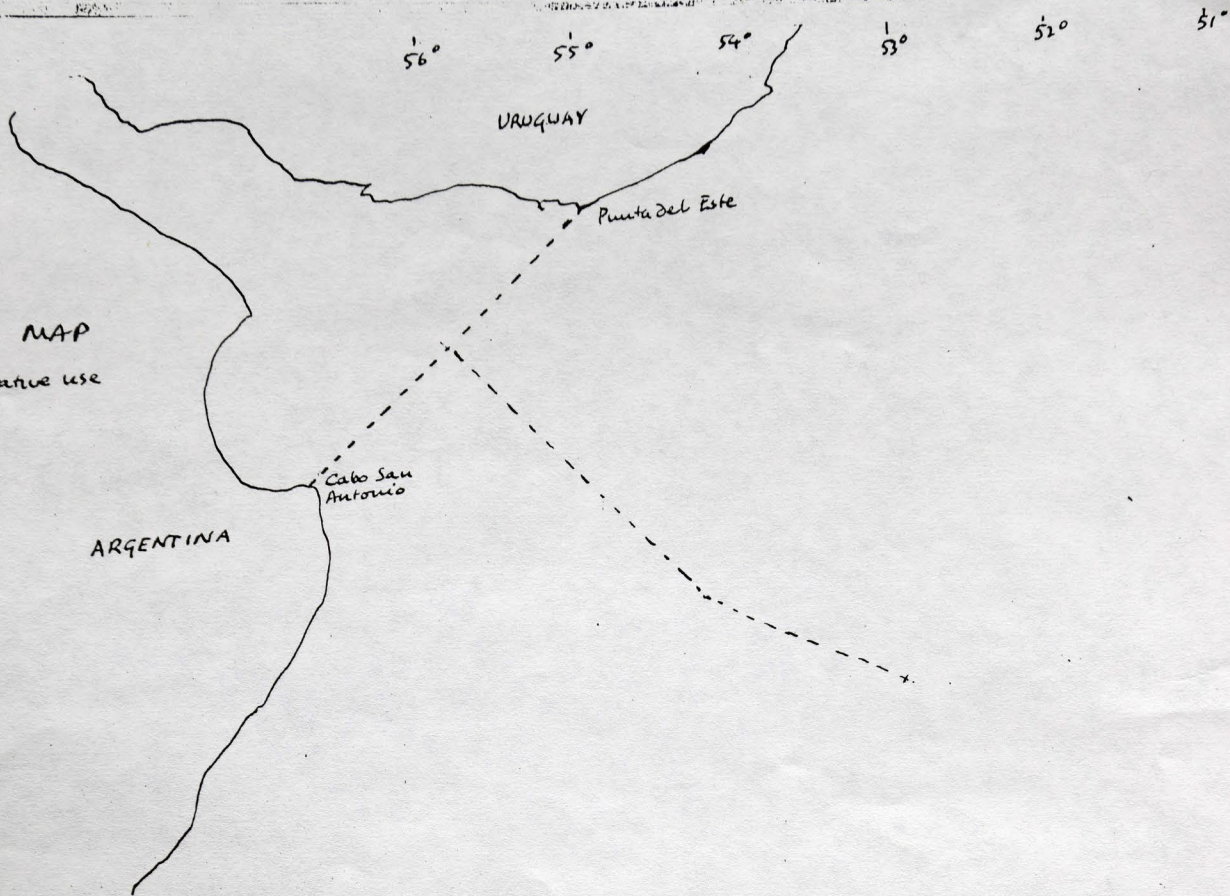 56° 55° 54° 53° 52° 51°
URUGUAY
Punta del Este
MAP
ative use
Cabo San
Antonio
ARGENTINA